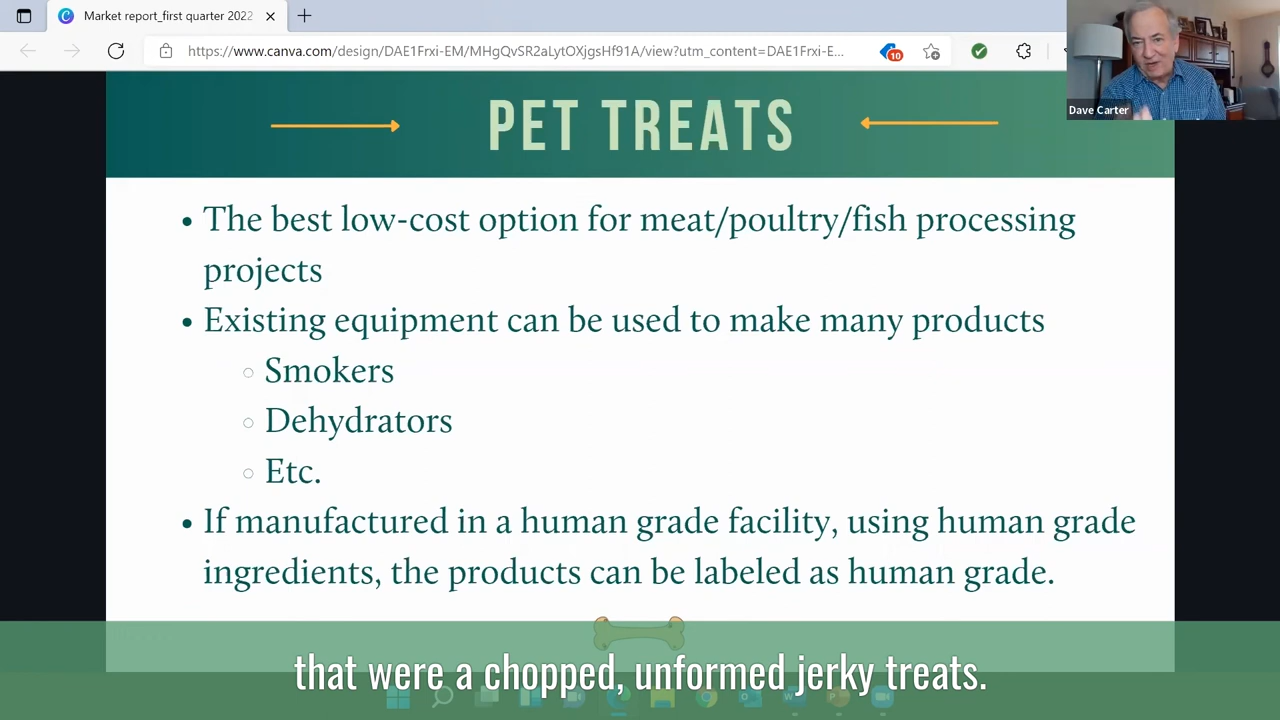 Market report_first quarter 2022
https://www.canva.com/design/DAE1Frxi-EM/MHgQvSR2aLytOXjgsHf91A/view?utm_content=DAE1Frxi-E...
10
Dave Carter
PET TREATS
• The best low-cost option for meat/poultry/fish processing
projects
• Existing equipment can be used to make many products
○ Smokers
○ Dehydrators
○ Etc.
• If manufactured in a human grade facility, using human grade
ingredients, the products can be labeled as human grade.
that were a chopped, unformed jerky treats.